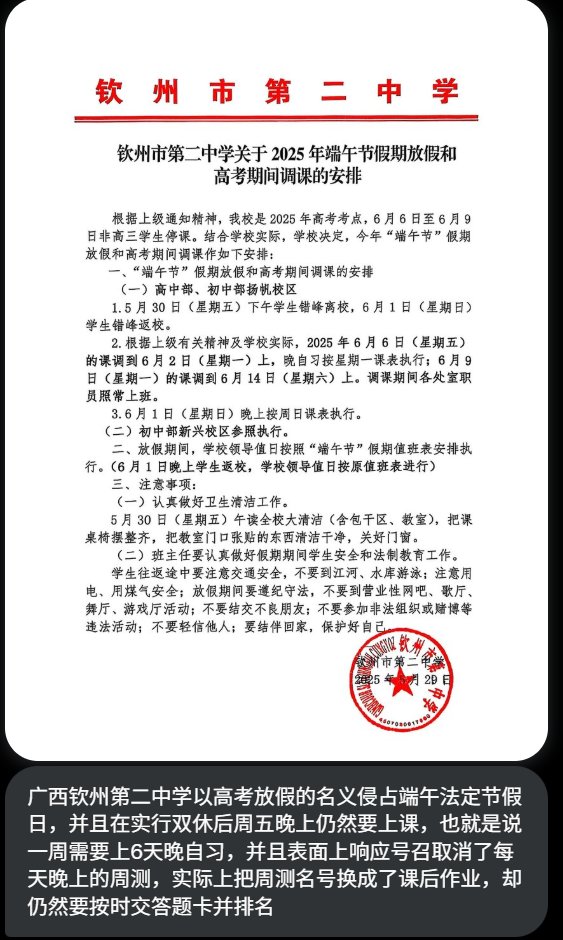 钦州市第二中学
钦州市第二中学关于 2025 年端午节假期放假和
高考期间调课的安排
根据上级通知精神，我校是 2025 年高考考点，6 月 6 日至 6 月 9
日非高三学生停课。结合学校实际，学校决定，今年“端午节”假期
放假和高考期间调课作如下安排：
一、“端午节”假期放假和高考期间调课的安排
（一）高中部、初中部扬帆校区
1.5 月 30 日（星期五）下午学生错峰离校，6 月 1 日（星期日）
学生错峰返校。
2.根据上级有关精神及学校实际，2025 年 6 月 6 日（星期五）
的课调到 6 月 2 日（星期一）上，晚自习按星期一课表执行；6 月 9
日（星期一）的课调到 6 月 14 日（星期六）上。调课期间各处室职
员照常上班。
3.6 月 1 日（星期日）晚上按周日课表执行。
（二）初中部新兴校区参照执行。
二、放假期间，学校领导值日按照“端午节”假期值班表安排执
行。（6 月 1 日晚上学生返校，学校领导值日按原值班表进行）
三、注意事项：
（一）认真做好卫生清洁工作。
5 月 30 日（星期五）午读全校大清洁（含包干区、教室），把课
桌椅摆整齐，把教室门口张贴的东西清洁干净，关好门窗。
（二）班主任要认真做好假期期间学生安全和法制教育工作。
学生往返途中要注意交通安全，不要到江河、水库游泳；注意用
电、用煤气安全；放假期间要遵纪守法，不要到营业性网吧、歌厅、
舞厅、游戏厅活动；不要结交不良朋友；不要参加非法组织或赌博等
违法活动；不要轻信他人；要结伴回家，保护好自己。
钦州市第二中学
2025 年 5 月 29 日
钦州市第二中学
广西钦州第二中学以高考放假的名义侵占端午法定节假
日，并且在实行双休后周五晚上仍然要上课，也就是说
一周需要上6天晚自习，并且表面上响应号召取消了每
天晚上的周测，实际上把周测名号换成了课后作业，却
仍然要按时交答题卡并排名